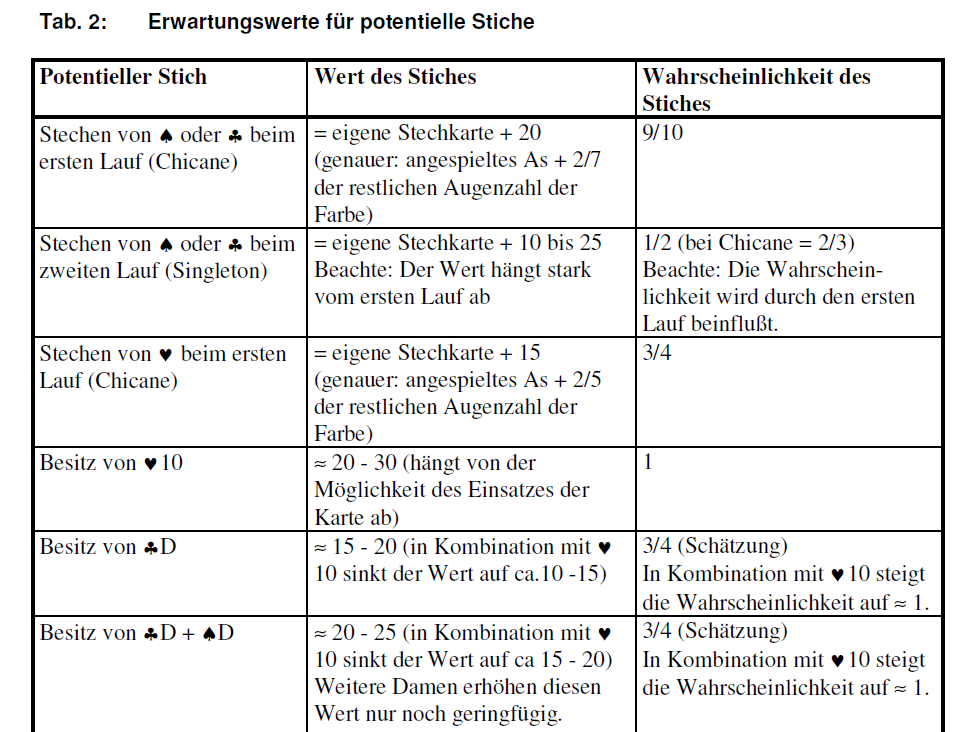 Tab. 2: Erwartungswerte für potentielle Stiche
Potentieller Stich
Wert des Stiches
Wahrscheinlichkeit des
Stiches
Stechen von ♠ oder ♣ beim
ersten Lauf (Chicane)
= eigene Stechkarte + 20
(genauer: angespieltes As + 2/7
der restlichen Augenzahl der
Farbe)
9/10
Stechen von ♠ oder ♣ beim
zweiten Lauf (Singleton)
= eigene Stechkarte + 10 bis 25
Beachte: Der Wert hängt stark
vom ersten Lauf ab
1/2 (bei Chicane = 2/3)
Beachte: Die Wahrschein-
lichkeit wird durch den ersten
Lauf beinflußt.
Stechen von ♥ beim ersten
Lauf (Chicane)
= eigene Stechkarte + 15
(genauer: angespieltes As + 2/5
der restlichen Augenzahl der
Farbe)
3/4
Besitz von ♥10
≈ 20 - 30 (hängt von der
Möglichkeit des Einsatzes der
Karte ab)
1
Besitz von ♣D
≈ 15 - 20 (in Kombination mit ♥
10 sinkt der Wert auf ca.10 -15)
3/4 (Schätzung)
In Kombination mit ♥10 steigt
die Wahrscheinlichkeit auf ≈ 1.
Besitz von ♣D + ♠D
≈ 20 - 25 (in Kombination mit ♥
10 sinkt der Wert auf ca 15 - 20)
Weitere Damen erhöhen diesen
Wert nur noch geringfügig.
3/4 (Schätzung)
In Kombination mit ♥10 steigt
die Wahrscheinlichkeit auf ≈ 1.